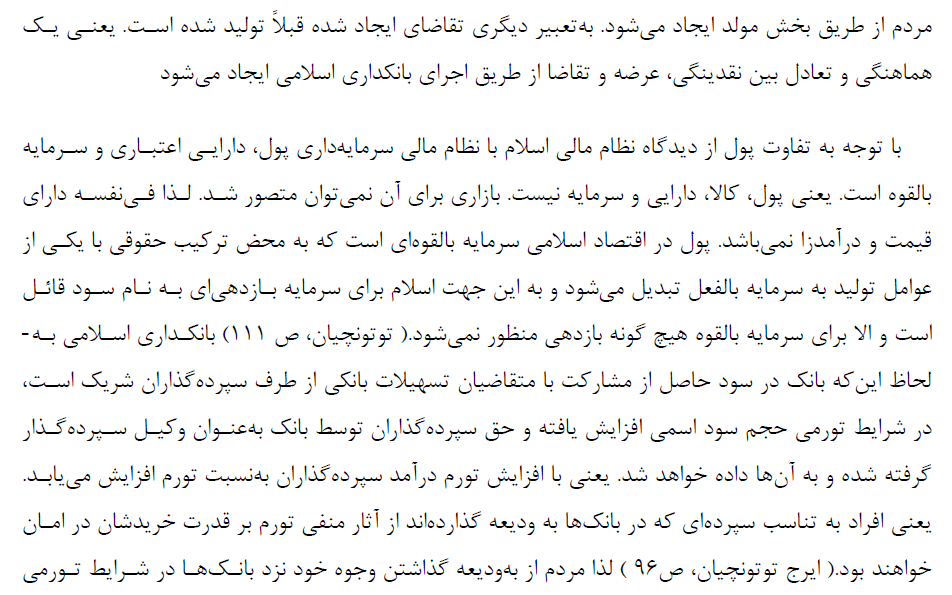 مردم از طریق بخش مولد ایجاد می‌شود. به‌تعبیر دیگری تقاضای ایجاد شده قبلاً تولید شده است. یعنی یک
هماهنگی و تعادل بین نقدینگی، عرضه و تقاضا از طریق اجرای بانکداری اسلامی ایجاد می‌شود
با توجه به تفاوت پول از دیدگاه نظام مالی اسلام با نظام مالی سرمایه‌داری پول، دارایی اعتباری و سرمایه
بالقوه است. یعنی پول، کالا، دارایی و سرمایه نیست. بازاری برای آن نمی‌توان متصور شد. لذا فی‌نفسه دارای
قیمت و درآمدزا نمی‌باشد. پول در اقتصاد اسلامی سرمایه بالقوه‌ای است که به محض ترکیب حقوقی با یکی از
عوامل تولید به سرمایه بالفعل تبدیل می‌شود و به این جهت اسلام برای سرمایه بازدهی‌ای به نام سود قائل
است و الا برای سرمایه بالقوه هیچ گونه بازدهی منظور نمی‌شود.( توتونچیان، ص ۱۱۱) بانکداری اسلامی به-
لحاظ این‌که بانک در سود حاصل از مشارکت با متقاضیان تسهیلات بانکی از طرف سپرده‌گذاران شریک است،
در شرایط تورمی حجم سود اسمی افزایش یافته و حق سپرده‌گذاران توسط بانک به‌عنوان وکیل سپرده‌گذار
گرفته شده و به آن‌ها داده خواهد شد. یعنی با افزایش تورم درآمد سپرده‌گذاران به‌نسبت تورم افزایش می‌یابد.
یعنی افراد به تناسب سپرده‌ای که در بانک‌ها به ودیعه گذارده‌اند از آثار منفی تورم بر قدرت خریدشان در امان
خواهند بود.( ایرج توتونچیان، ص۹۶ ) لذا مردم از به‌ودیعه گذاشتن وجوه خود نزد بانک‌ها در شرایط تورمی